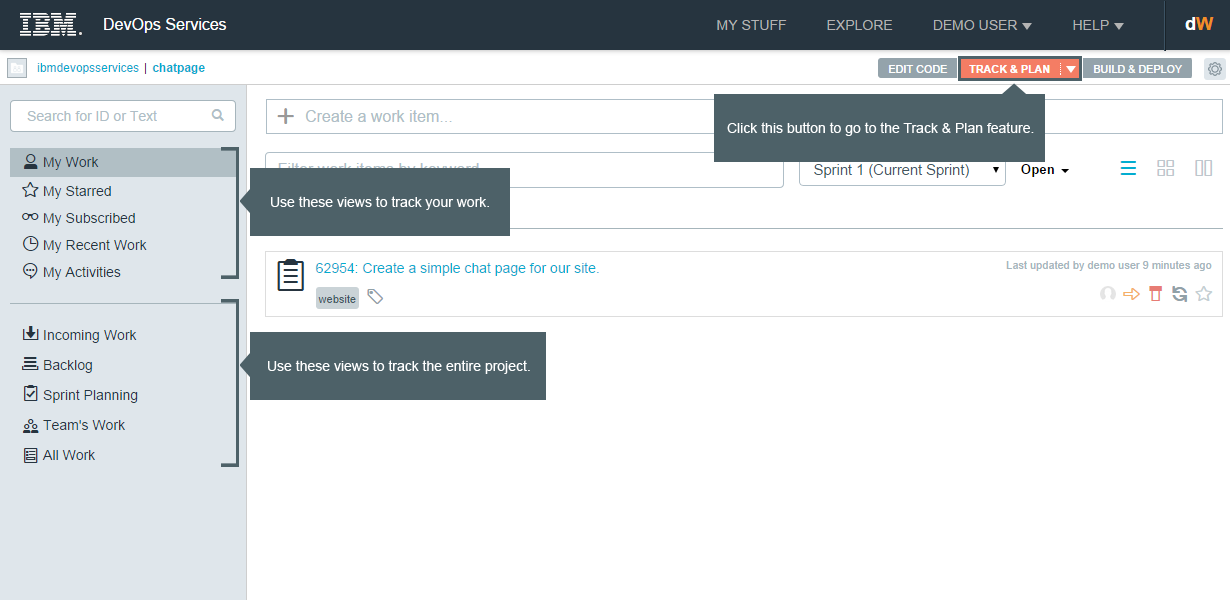 IBM. DevOps Services MY STUFF EXPLORE DEMO USER HELP dW
ibmdevopsservices | chatpage EDIT CODE TRACK & PLAN BUILD & DEPLOY
Search for ID or Text
Create a work item...
Click this button to go to the Track & Plan feature.
Filter work items by keyword
Sprint 1 (Current Sprint) Open
My Work
My Starred
My Subscribed
My Recent Work
My Activities
Use these views to track your work.
62954: Create a simple chat page for our site.
Last updated by demo user 9 minutes ago
website
Incoming Work
Backlog
Sprint Planning
Team's Work
All Work
Use these views to track the entire project.